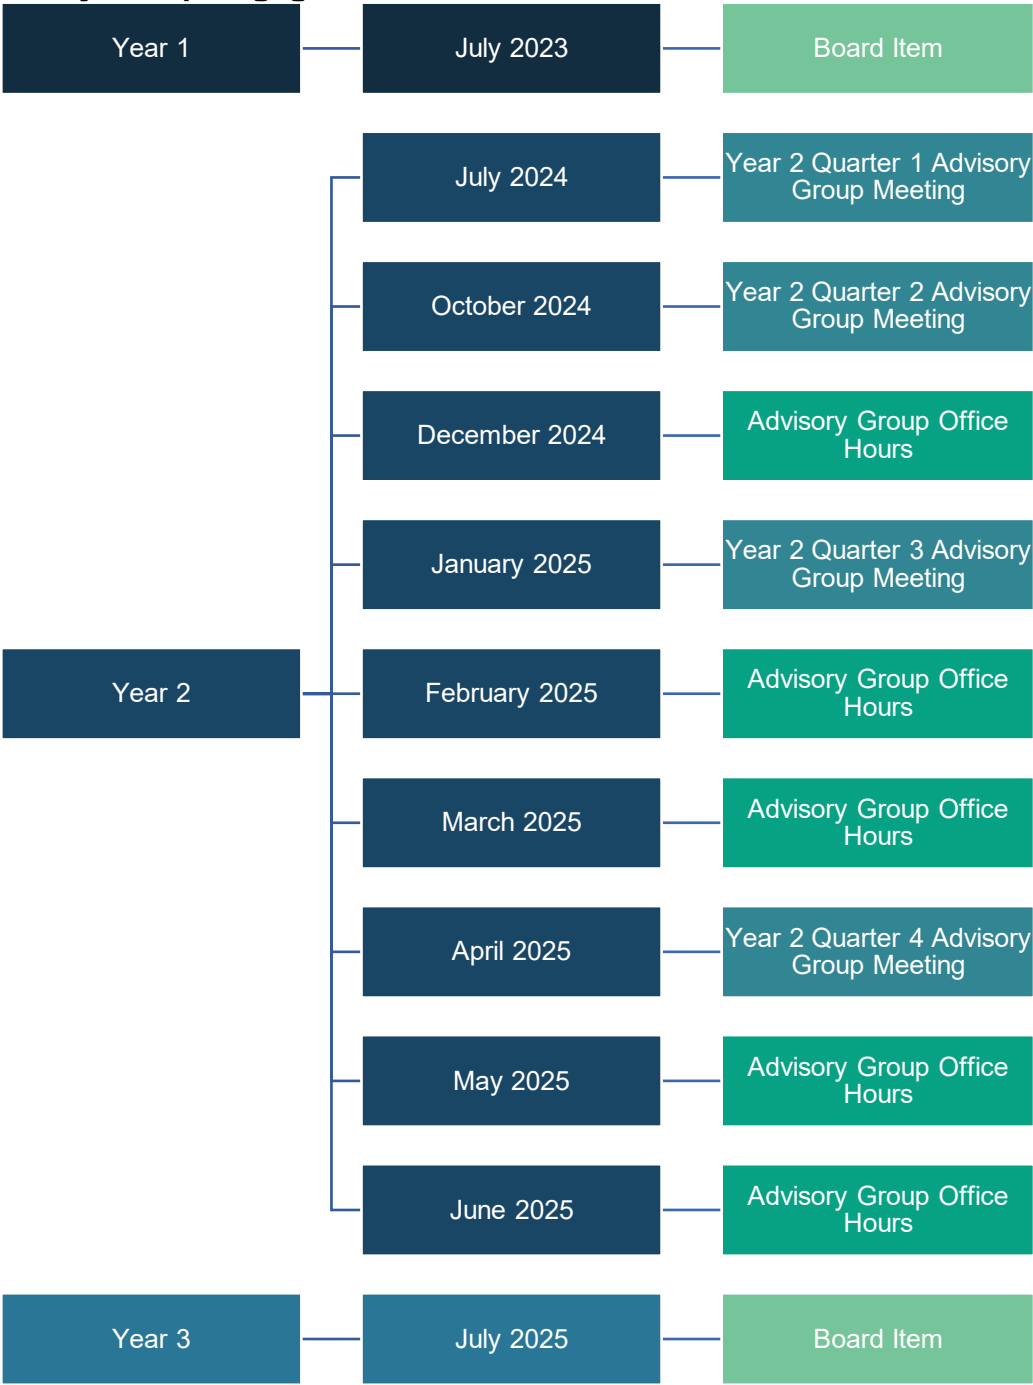 Year 1
July 2023
Board Item
July 2024
Year 2 Quarter 1 Advisory
Group Meeting
October 2024
Year 2 Quarter 2 Advisory
Group Meeting
December 2024
Advisory Group Office
Hours
January 2025
Year 2 Quarter 3 Advisory
Group Meeting
Year 2
February 2025
Advisory Group Office
Hours
March 2025
Advisory Group Office
Hours
April 2025
Year 2 Quarter 4 Advisory
Group Meeting
May 2025
Advisory Group Office
Hours
June 2025
Advisory Group Office
Hours
Year 3
July 2025
Board Item